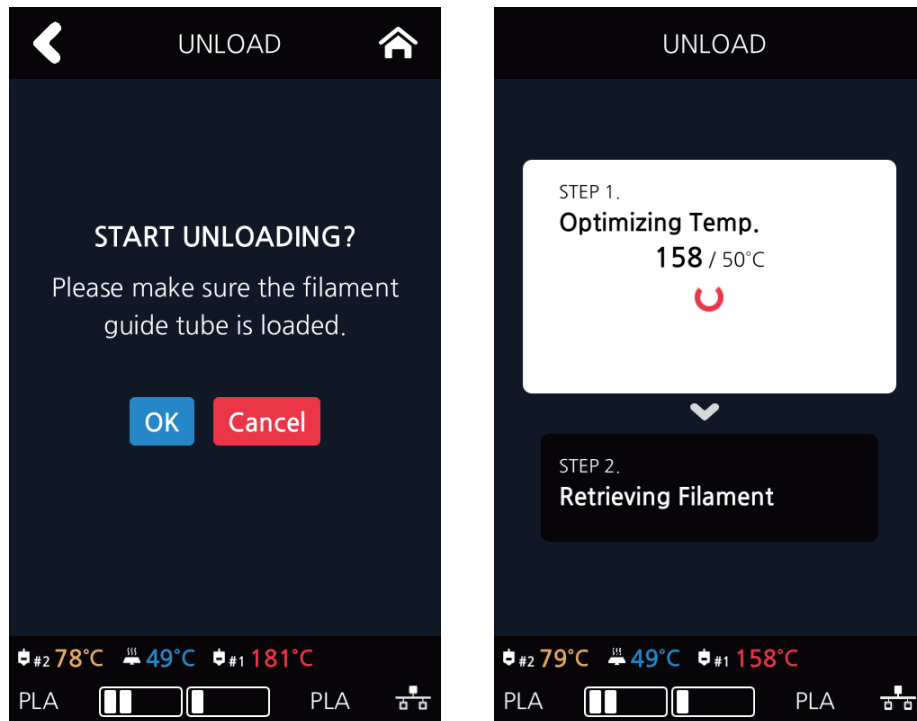 UNLOAD
START UNLOADING?
Please make sure the filament
guide tube is loaded.
OK Cancel
#2 78°C 49°C #1 181°C
PLA PLA
UNLOAD
STEP 1.
Optimizing Temp.
158 / 50°C
STEP 2.
Retrieving Filament
#2 79°C 49°C #1 158°C
PLA PLA